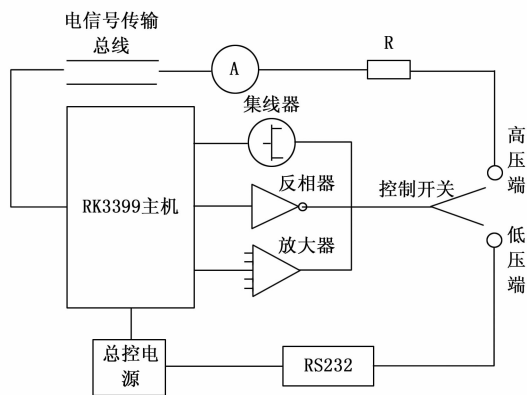 电信号传输
总线
A
R
集线器
高
压
端
RK3399主机
反相器
控制开关
放大器
低
压
端
总控电
源
RS232